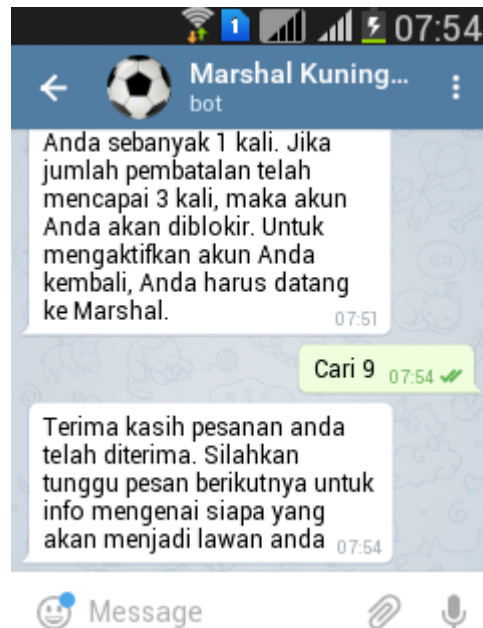 1
07:54
Marshal Kuning...
bot
Anda sebanyak 1 kali. Jika
jumlah pembatalan telah
mencapai 3 kali, maka akun
Anda akan diblokir. Untuk
mengaktifkan akun Anda
kembali, Anda harus datang
ke Marshal.
07:51
Cari 9
07:54
Terima kasih pesanan anda
telah diterima. Silahkan
tunggu pesan berikutnya untuk
info mengenai siapa yang
akan menjadi lawan anda
07:54
Message